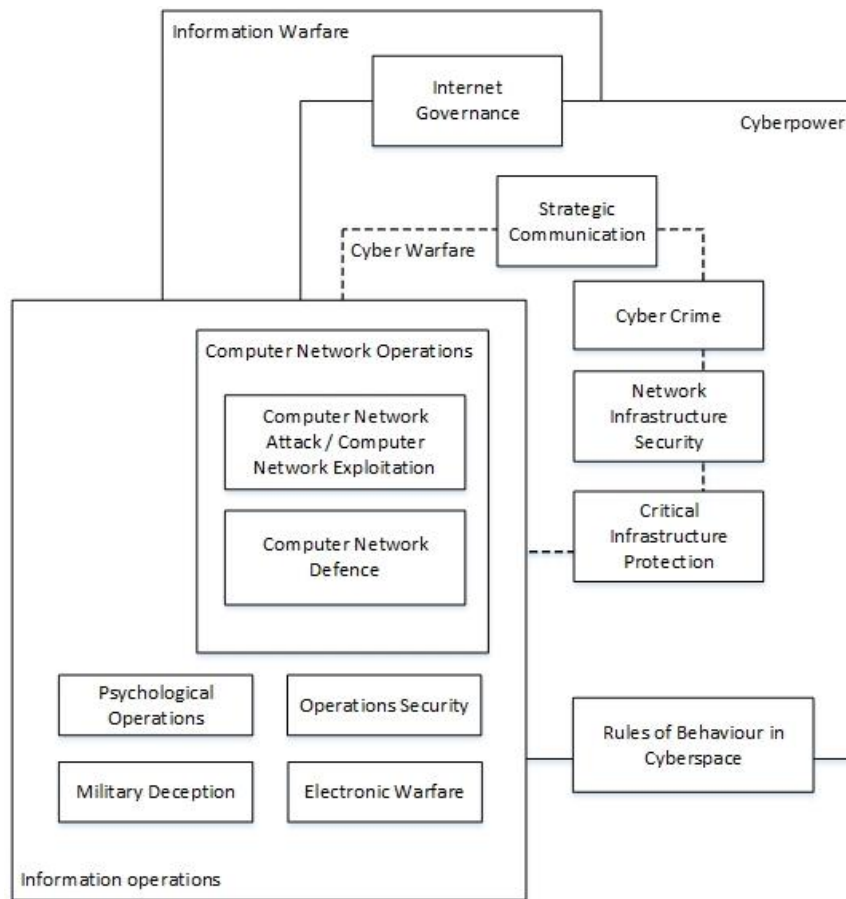 Information Warfare
Internet
Governance
Cyberpower
Strategic
Communication
Cyber Warfare
Cyber Crime
Computer Network Operations
Network
Infrastructure
Security
Computer Network
Attack / Computer
Network Exploitation
Critical
Infrastructure
Protection
Computer Network
Defence
Psychological
Operations
Operations Security
Rules of Behaviour in
Cyberspace
Military Deception
Electronic Warfare
Information operations